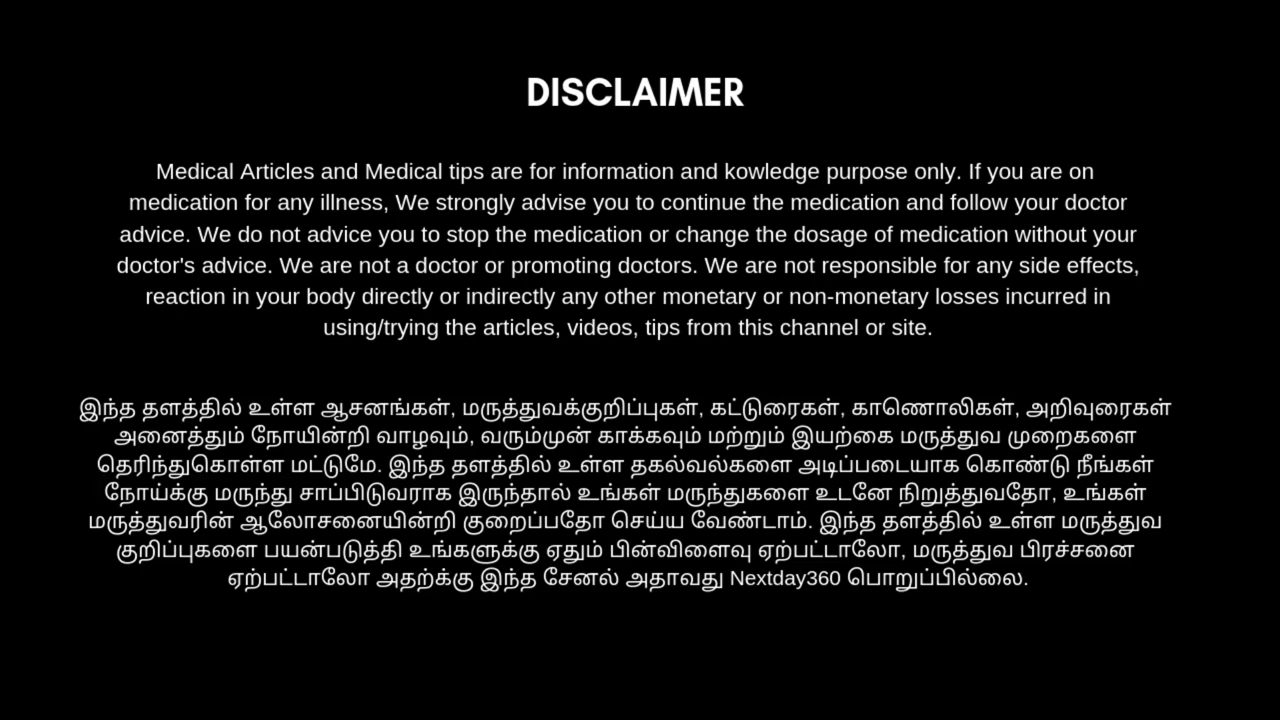 DISCLAIMER
Medical Articles and Medical tips are for information and kowledge purpose only. If you are on
medication for any illness, We strongly advise you to continue the medication and follow your doctor
advice. We do not advice you to stop the medication or change the dosage of medication without your
doctor's advice. We are not a doctor or promoting doctors. We are not responsible for any side effects,
reaction in your body directly or indirectly any other monetary or non-monetary losses incurred in
using/trying the articles, videos, tips from this channel or site.
இந்த தளத்தில் உள்ள ஆசனங்கள், மருத்துவக்குறிப்புகள், கட்டுரைகள், காணொலிகள், அறிவுரைகள்
அனைத்தும் நோயின்றி வாழவும், வரும்முன் காக்கவும் மற்றும் இயற்கை மருத்துவ முறைகளை
தெரிந்துகொள்ள மட்டுமே. இந்த தளத்தில் உள்ள தகல்வல்களை அடிப்படையாக கொண்டு நீங்கள்
நோய்க்கு மருந்து சாப்பிடுவராக இருந்தால் உங்கள் மருந்துகளை உடனே நிறுத்துவதோ, உங்கள்
மருத்துவரின் ஆலோசனையின்றி குறைப்பதோ செய்ய வேண்டாம். இந்த தளத்தில் உள்ள மருத்துவ
குறிப்புகளை பயன்படுத்தி உங்களுக்கு ஏதும் பின்விளைவு ஏற்பட்டாலோ, மருத்துவ பிரச்சனை
ஏற்பட்டாலோ அதற்க்கு இந்த சேனல் அதாவது Nextday360 பொறுப்பில்லை.